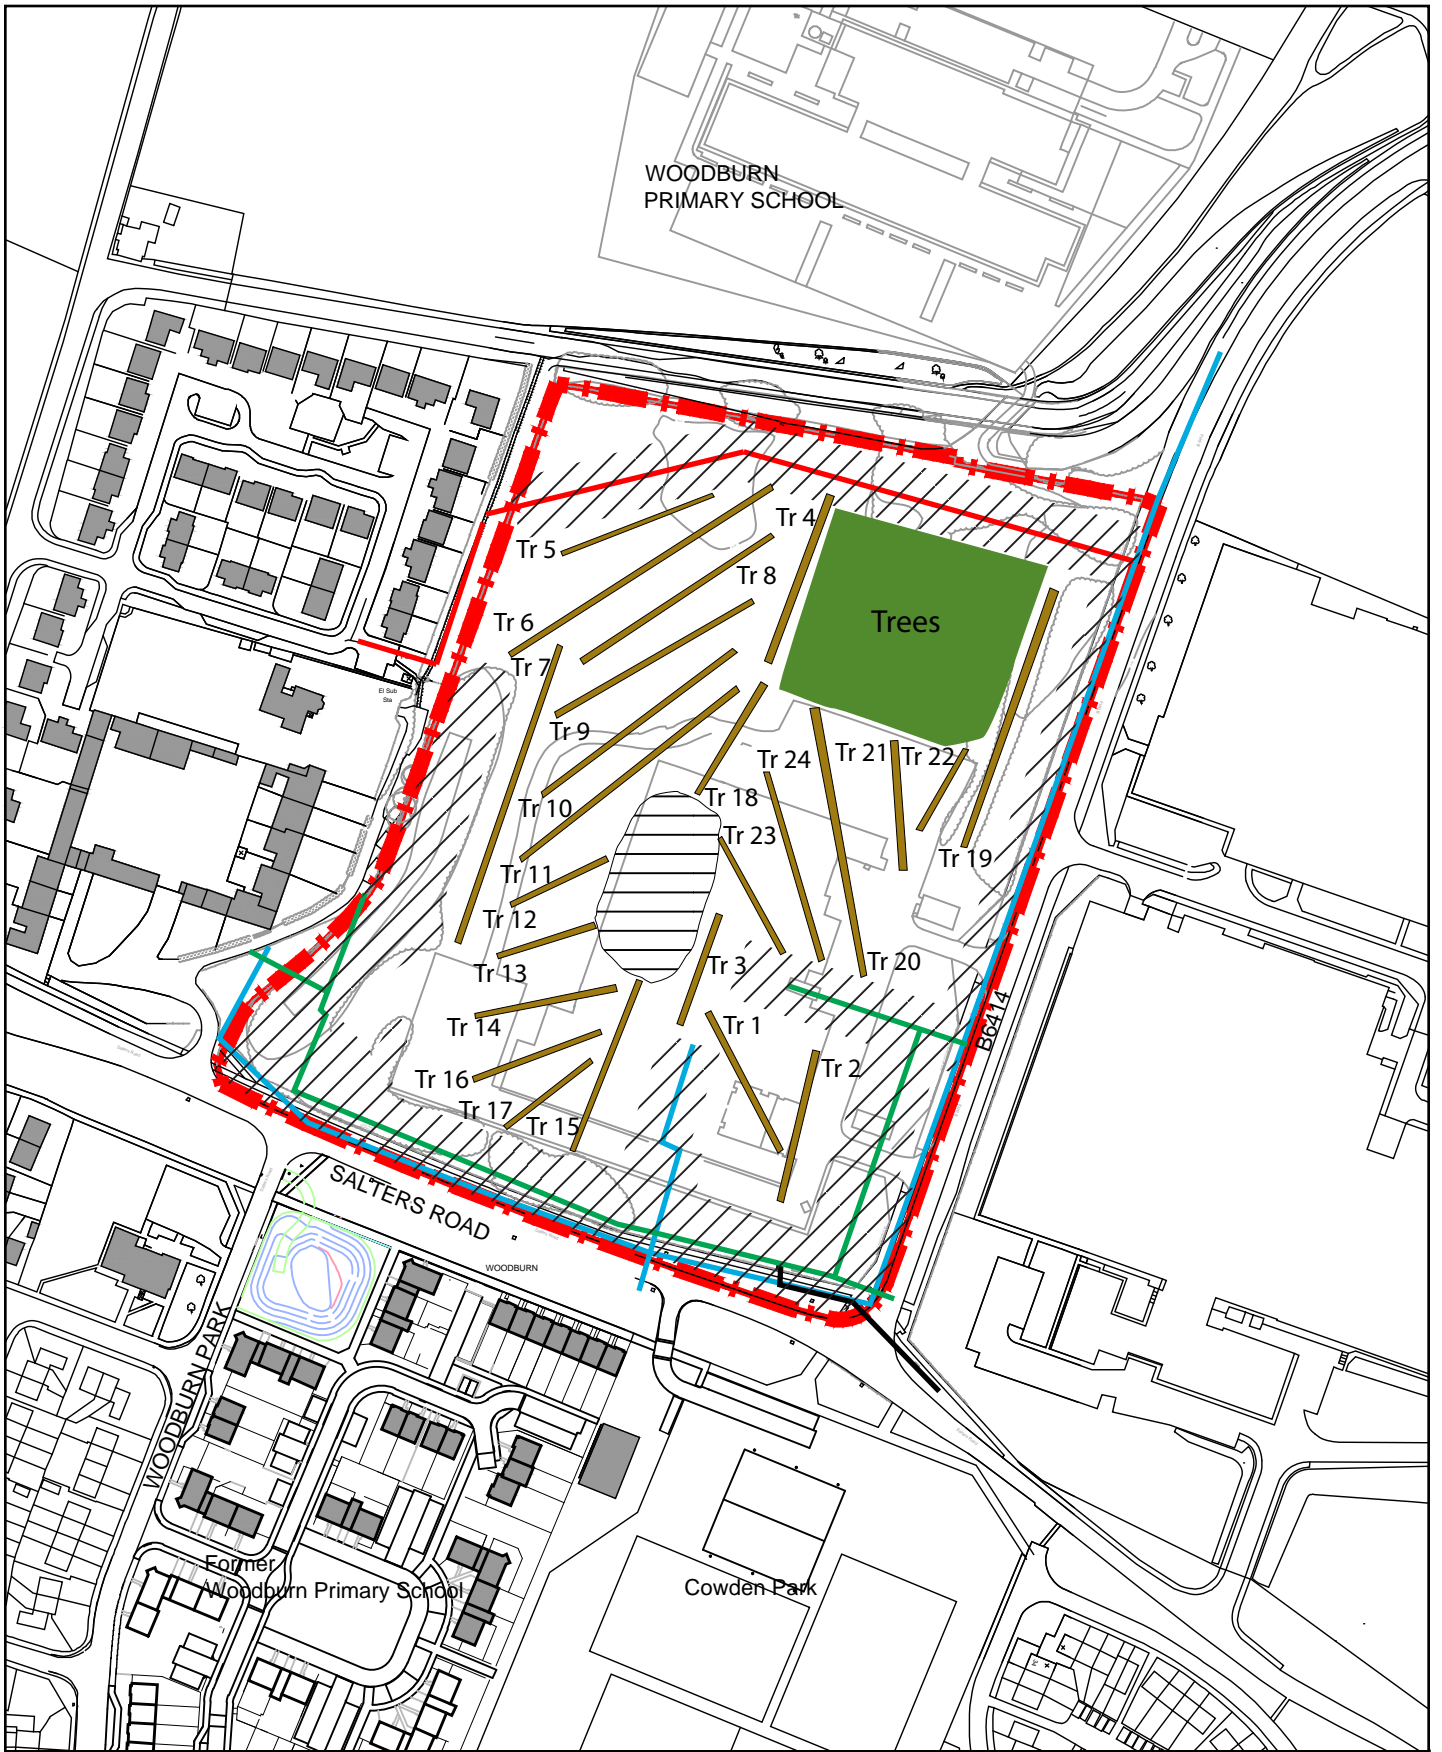 WOODBURN
PRIMARY SCHOOL
Tr 4
Tr 5
Tr 8
Trees
Tr 6
Tr 7
El Sub
Sta
Tr 9
Tr 24
Tr 21
Tr 22
Tr 10
Tr 18
Tr 23
Tr 19
Tr 11
Tr 12
Tr 13
Tr 3
Tr 20
Tr 14
Tr 1
B6414
Tr 2
Tr 16
Tr 17
Tr 15
SALTERS ROAD
WOODBURN
WOODBURN PARK
Former
Woodburn Primary School
Cowden Park